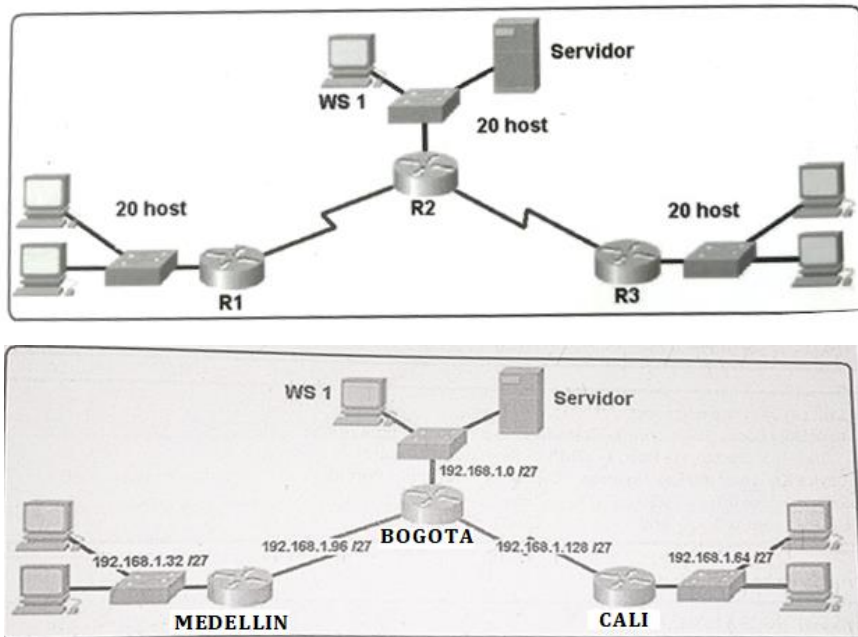 Servidor
WS 1
20 host
R2
20 host
20 host
R1
R3
WS 1
Servidor
192.168.1.0 /27
BOGOTA
192.168.1.96 /27
192.168.1.128 /27
192.168.1.32 /27
192.168.1.64 /27
MEDELLIN
CALI